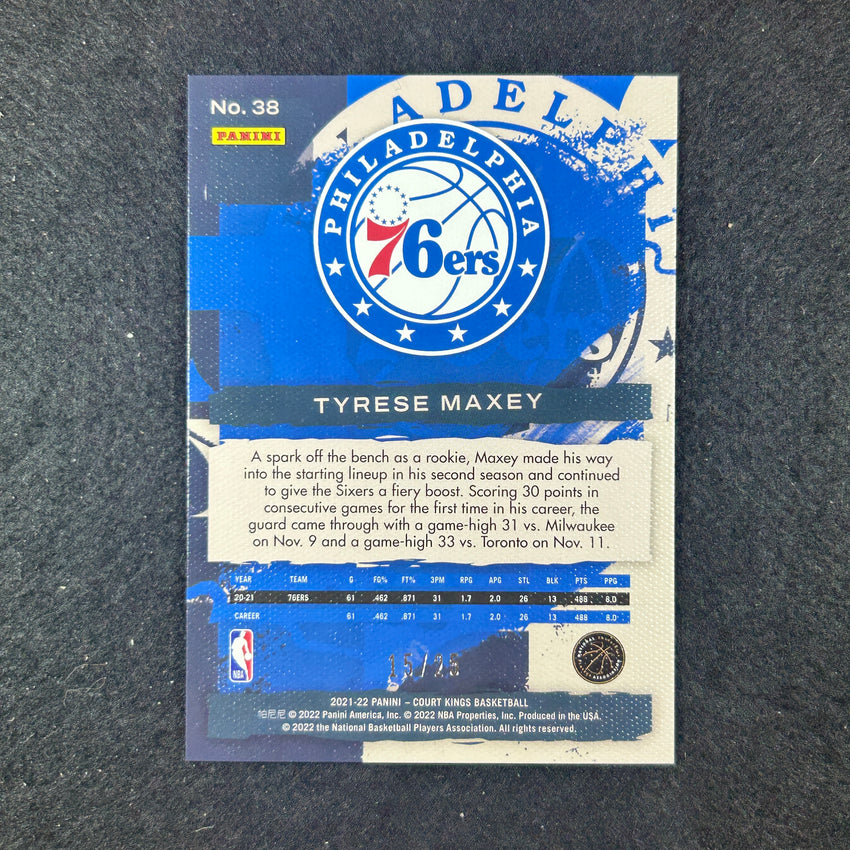 No. 38
PANINI
ADELPHI
PHILADELPHIA
76ers
TYRESE MAXEY
A spark off the bench as a rookie, Maxey made his way
into the starting lineup in his second season and continued
to give the Sixers a fiery boost. Scoring 30 points in
consecutive games for the first time in his career, the
guard came through with a game-high 31 vs. Milwaukee
on Nov. 9 and a game-high 33 vs. Toronto on Nov. 11.
YEAR TEAM G FG% FT% 3PM RPG APG STL BLK PTS PPG
20-21 76ERS 61 .462 .871 31 1.7 2.0 26 13 488 8.0
CAREER 61 .462 .871 31 1.7 2.0 26 13 488 8.0
NBA
15/25
2021-22 PANINI – COURT KINGS BASKETBALL
帕尼尼 © 2022 Panini America, Inc. © 2022 NBA Properties, Inc. Produced in the USA.
© 2022 the National Basketball Players Association. All rights reserved.